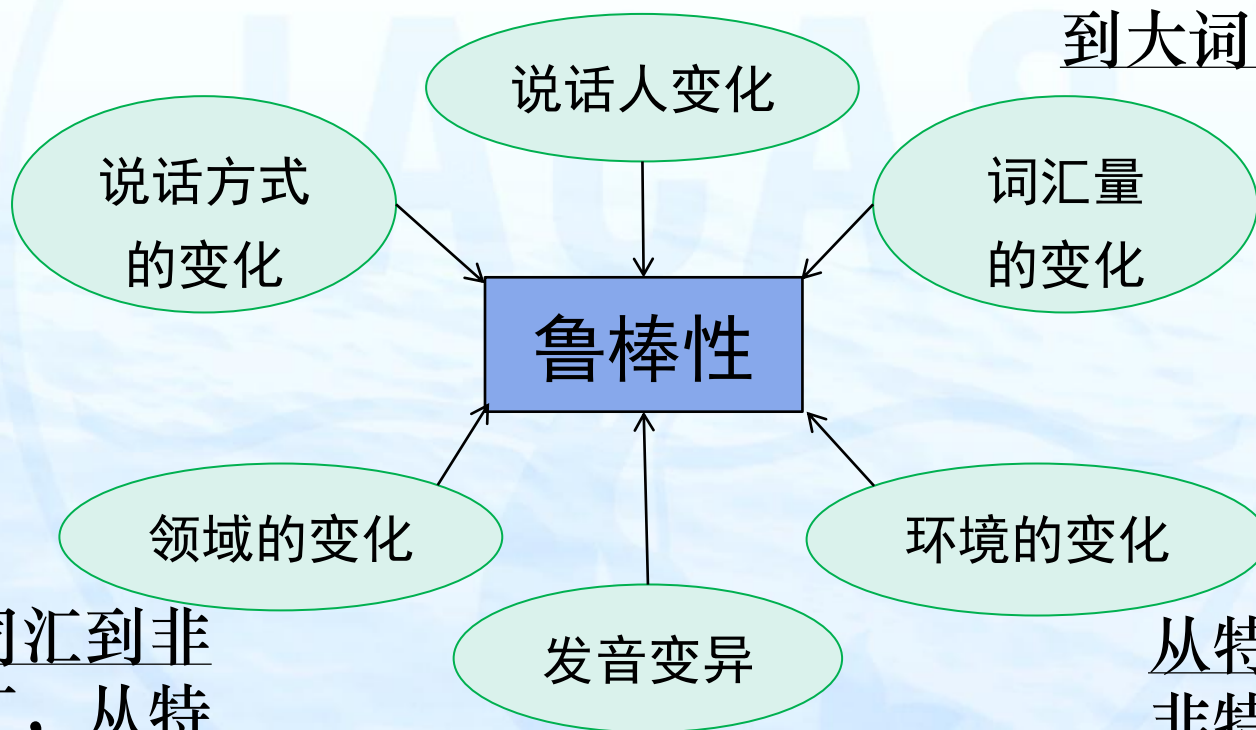 到大词
说话人变化
说话方式
的变化
词汇量
的变化
鲁棒性
领域的变化
环境的变化
发音变异
词汇到非
，从特
从特
非特